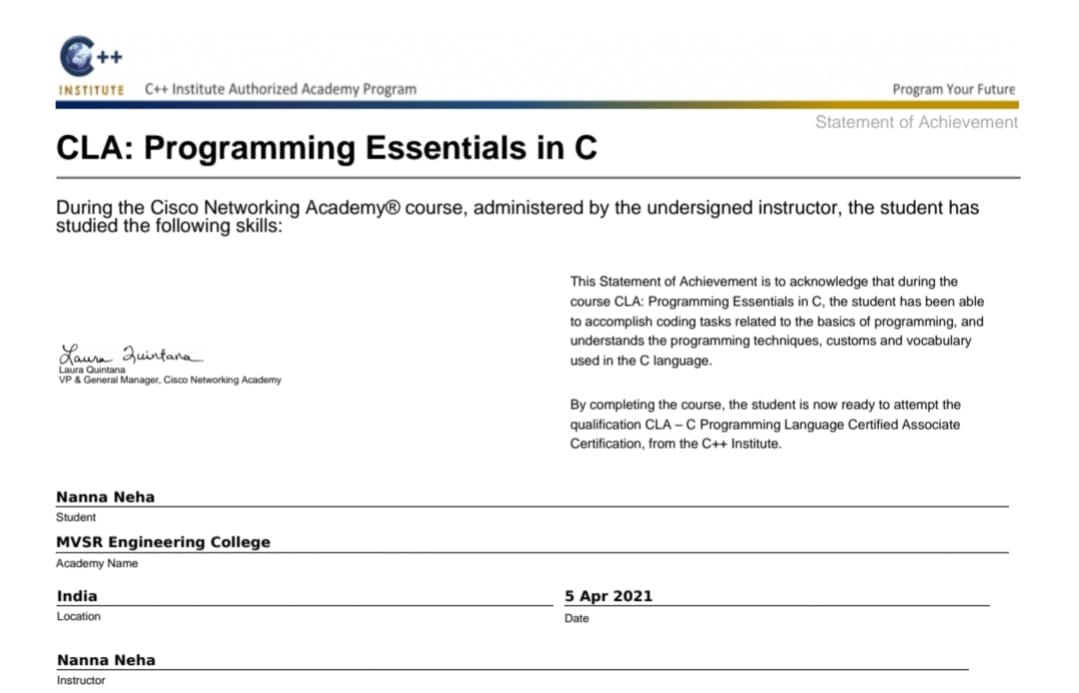 C++
INSTITUTE C++ Institute Authorized Academy Program Program Your Future
Statement of Achievement
CLA: Programming Essentials in C
During the Cisco Networking Academy® course, administered by the undersigned instructor, the student has
studied the following skills:
This Statement of Achievement is to acknowledge that during the
course CLA: Programming Essentials in C, the student has been able
to accomplish coding tasks related to the basics of programming, and
understands the programming techniques, customs and vocabulary
used in the C language.
By completing the course, the student is now ready to attempt the
qualification CLA – C Programming Language Certified Associate
Certification, from the C++ Institute.
Laura Quintana
Laura Quintana
VP & General Manager, Cisco Networking Academy
Nanna Neha
Student
MVSR Engineering College
Academy Name
India 5 Apr 2021
Location Date
Nanna Neha
Instructor